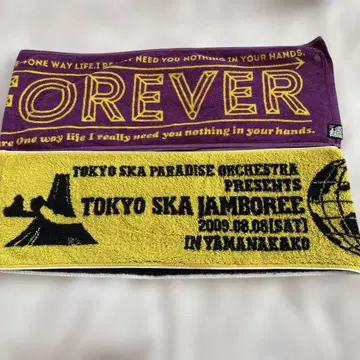 ONE WAY LIFE. I REALLY NEED YOU NOTHING IN YOUR HANDS.
FOREVER
re One way life I really need you nothing in your hands.
TOKYO SKA PARADISE ORCHESTRA
PRESENTS
TOKYO SKA JAMBOREE
2009.08.08[SAT]
IN YAMANAKAKO